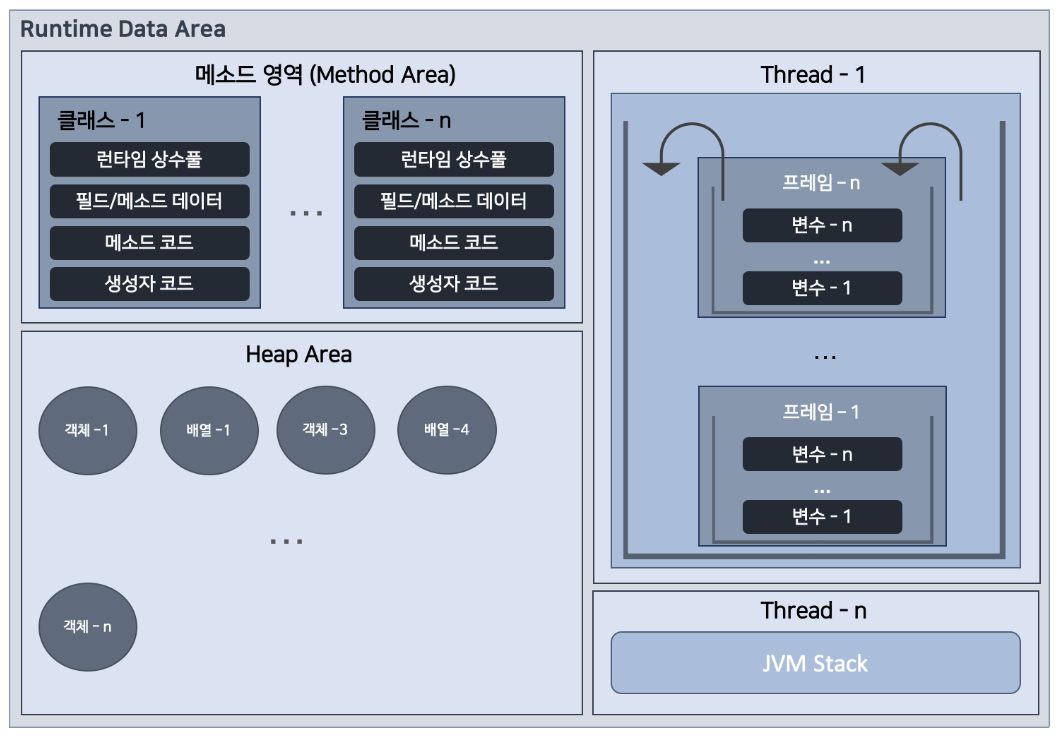 Runtime Data Area
메소드 영역 (Method Area)
클래스 - 1
런타임 상수풀
필드/메소드 데이터
메소드 코드
생성자 코드
...
클래스 - n
런타임 상수풀
필드/메소드 데이터
메소드 코드
생성자 코드
Heap Area
객체 -1
배열 -1
객체 -3
배열 -4
...
객체 - n
Thread - 1
프레임 – n
변수 - n
...
변수 - 1
...
프레임 – 1
변수 - n
...
변수 - 1
Thread - n
JVM Stack